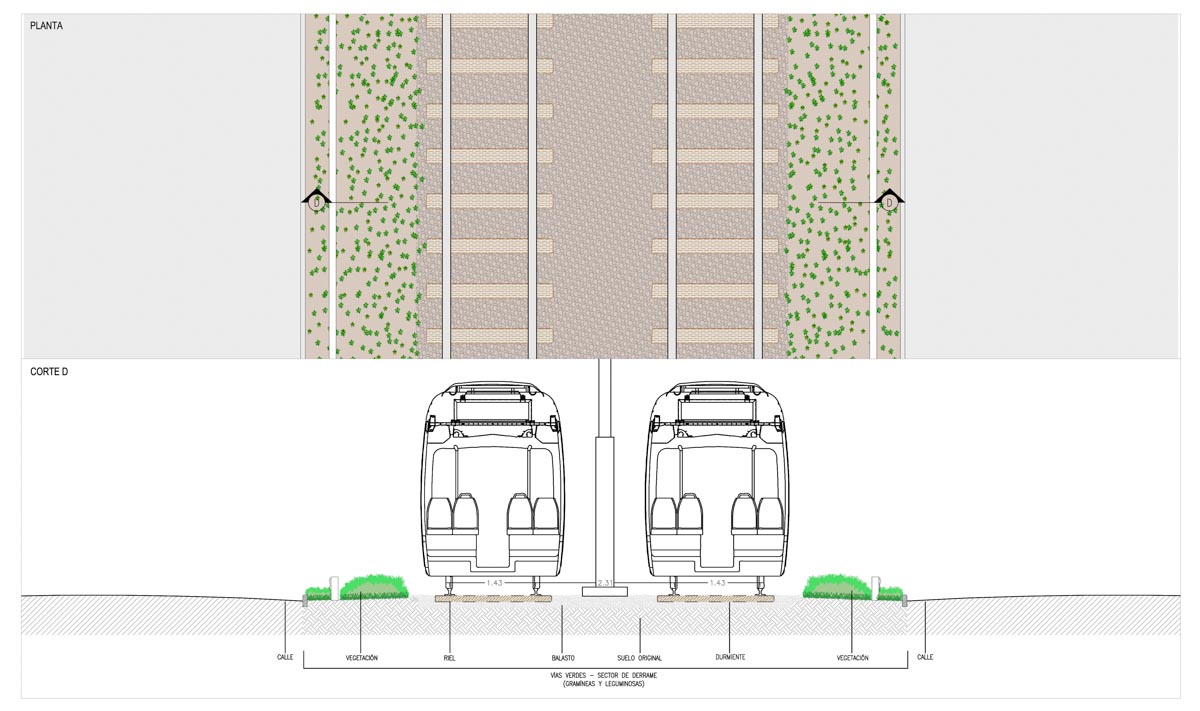 PLANTA
D
D
CORTE D
1.43
2.31
1.43
CALLE
VEGETACIÓN
RIEL
BALASTO
SUELO ORIGINAL
DURMIENTE
VEGETACIÓN
CALLE
VÍAS VERDES – SECTOR DE DERRAME
(GRAMÍNEAS Y LEGUMINOSAS)